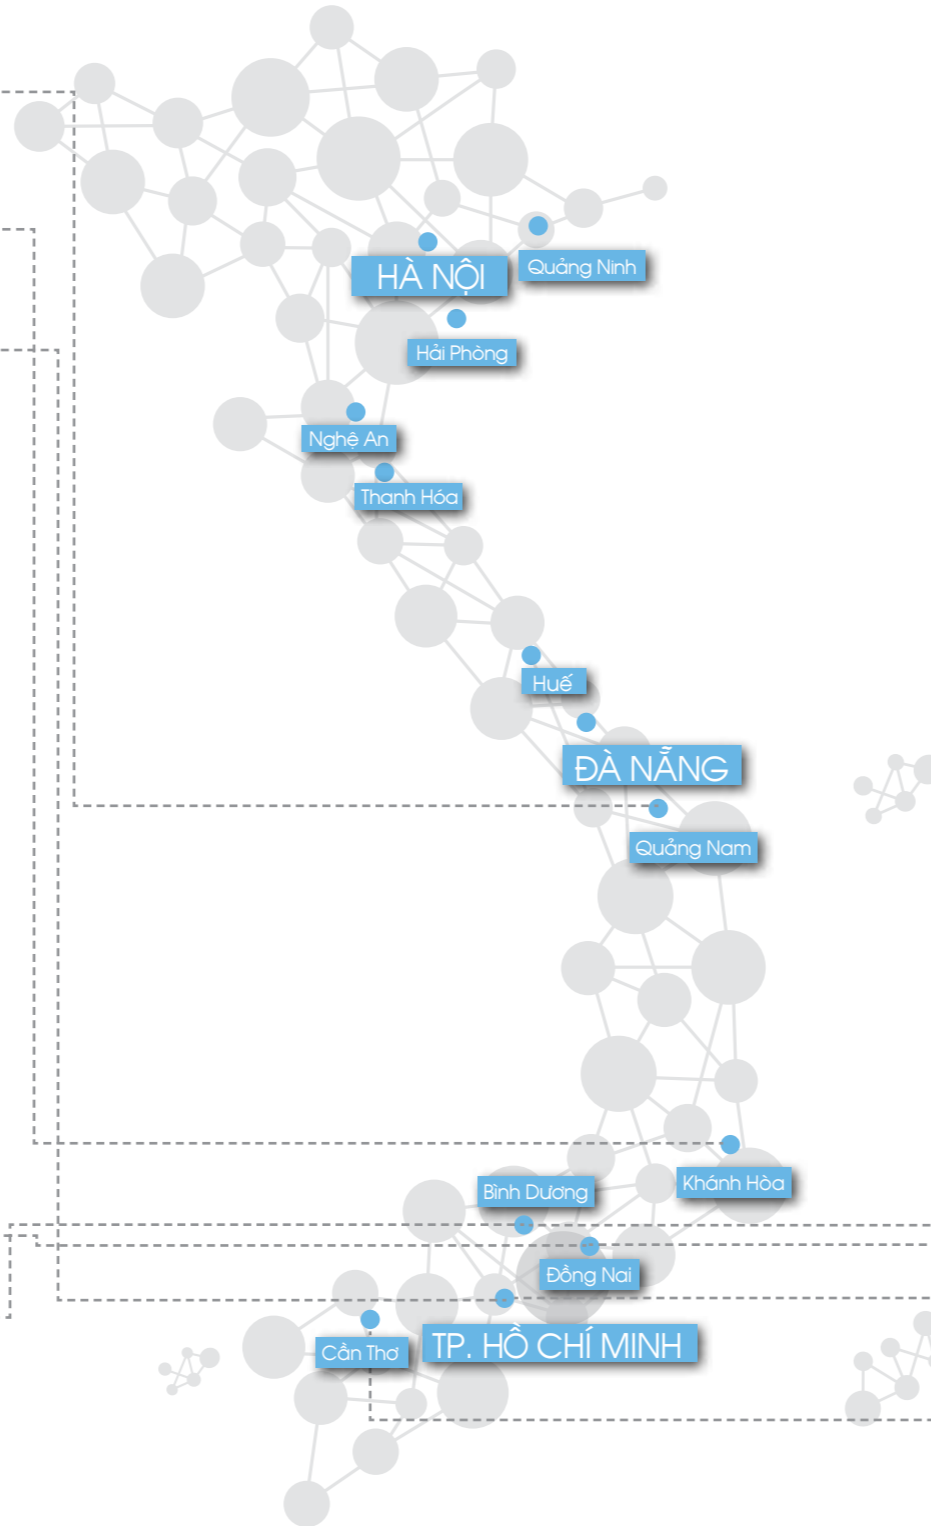 Quảng Ninh
HÀ NỘI
Hải Phòng
Nghệ An
Thanh Hóa
Huế
ĐÀ NẴNG
Quảng Nam
Khánh Hòa
Bình Dương
Đồng Nai
TP. HỒ CHÍ MINH
Cần Thơ